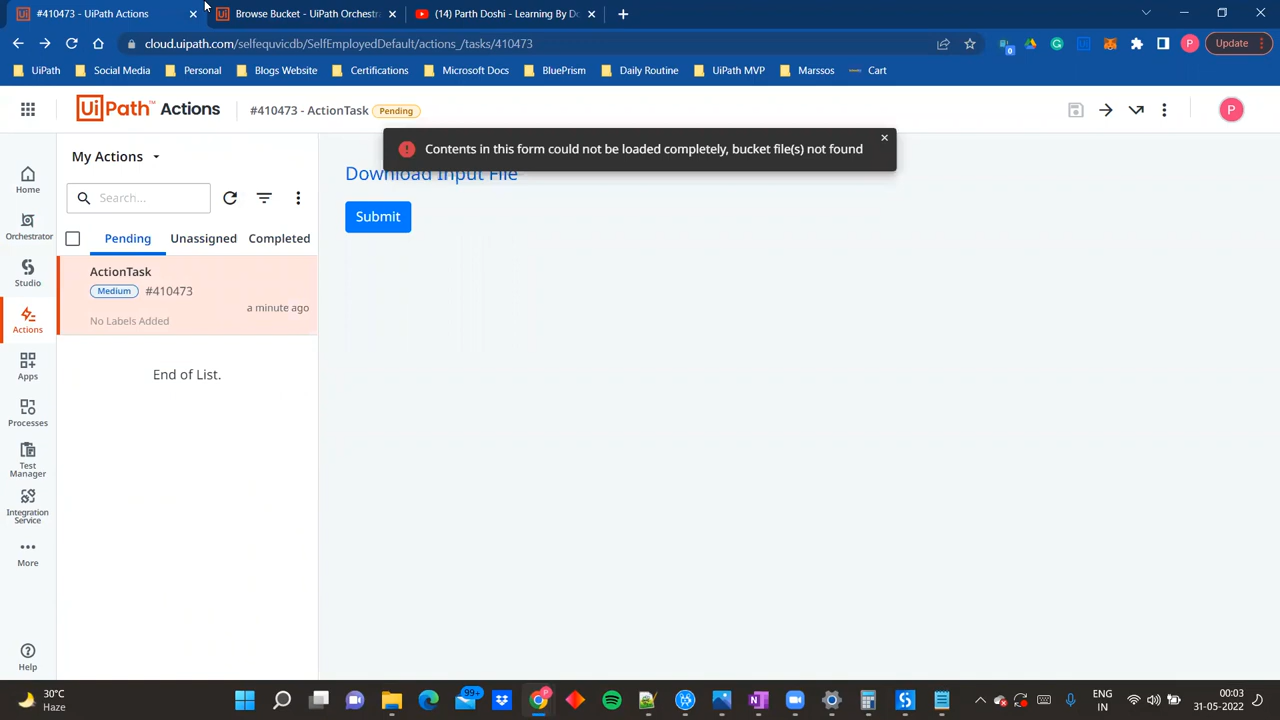 #410473 - UiPath Actions
Browse Bucket - UiPath Orchestr
(14) Parth Doshi - Learning By Do
cloud.uipath.com/selfequvicdb/SelfEmployedDefault/actions_/tasks/410473
0
P
Update
UiPath
Social Media
Personal
Blogs Website
Certifications
Microsoft Docs
BluePrism
Daily Routine
UiPath MVP
Marssos
Cart
UiPath Actions
#410473 - ActionTask
Pending
P
Contents in this form could not be loaded completely, bucket file(s) not found
My Actions
Download Input File
Search...
Submit
Pending
Unassigned
Completed
ActionTask
Medium
#410473
a minute ago
No Labels Added
End of List.
Home
Orchestrator
Studio
Actions
Apps
Processes
Test
Manager
Integration
Service
More
Help
30°C
Haze
99+
ENG
IN
00:03
31-05-2022